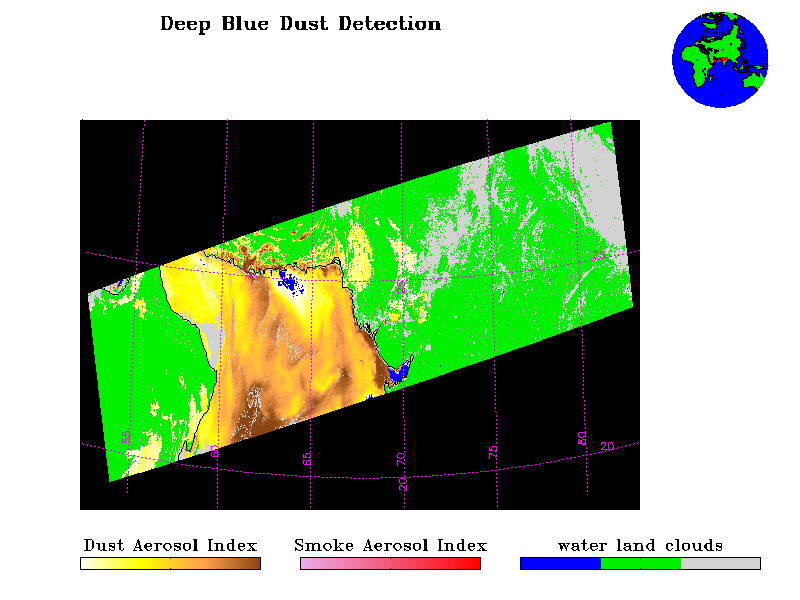 Deep Blue Dust Detection
60
65
70
75
80
20
20
Dust Aerosol Index
Smoke Aerosol Index
water land clouds